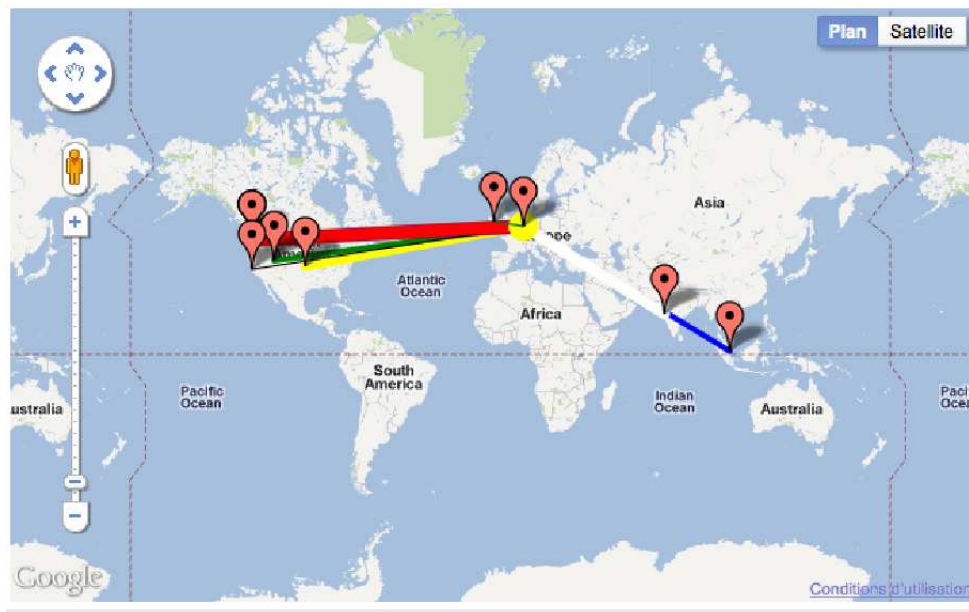 Plan Satellite
+
Asia
ope
Atlantic
Ocean
Africa
South
America
Pacific
Ocean
Indian
Ocean
ustralia
Australia
Pacif
Ocea
−
−
Google
Conditions d'utilisation